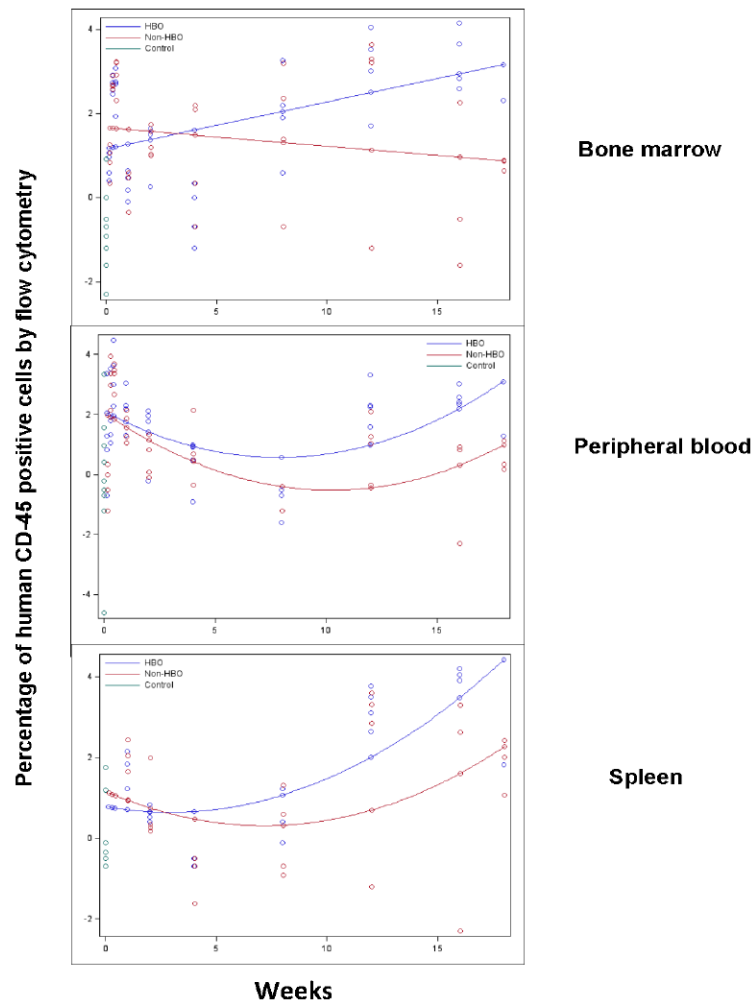 Percentage of human CD-45 positive cells by flow cytometry
HBO
Non-HBO
Control
4
2
0
-2
0
5
10
15
Bone marrow
HBO
Non-HBO
Control
4
2
0
-2
-4
0
5
10
15
Peripheral blood
HBO
Non-HBO
Control
4
2
0
-2
0
5
10
15
Spleen
Weeks